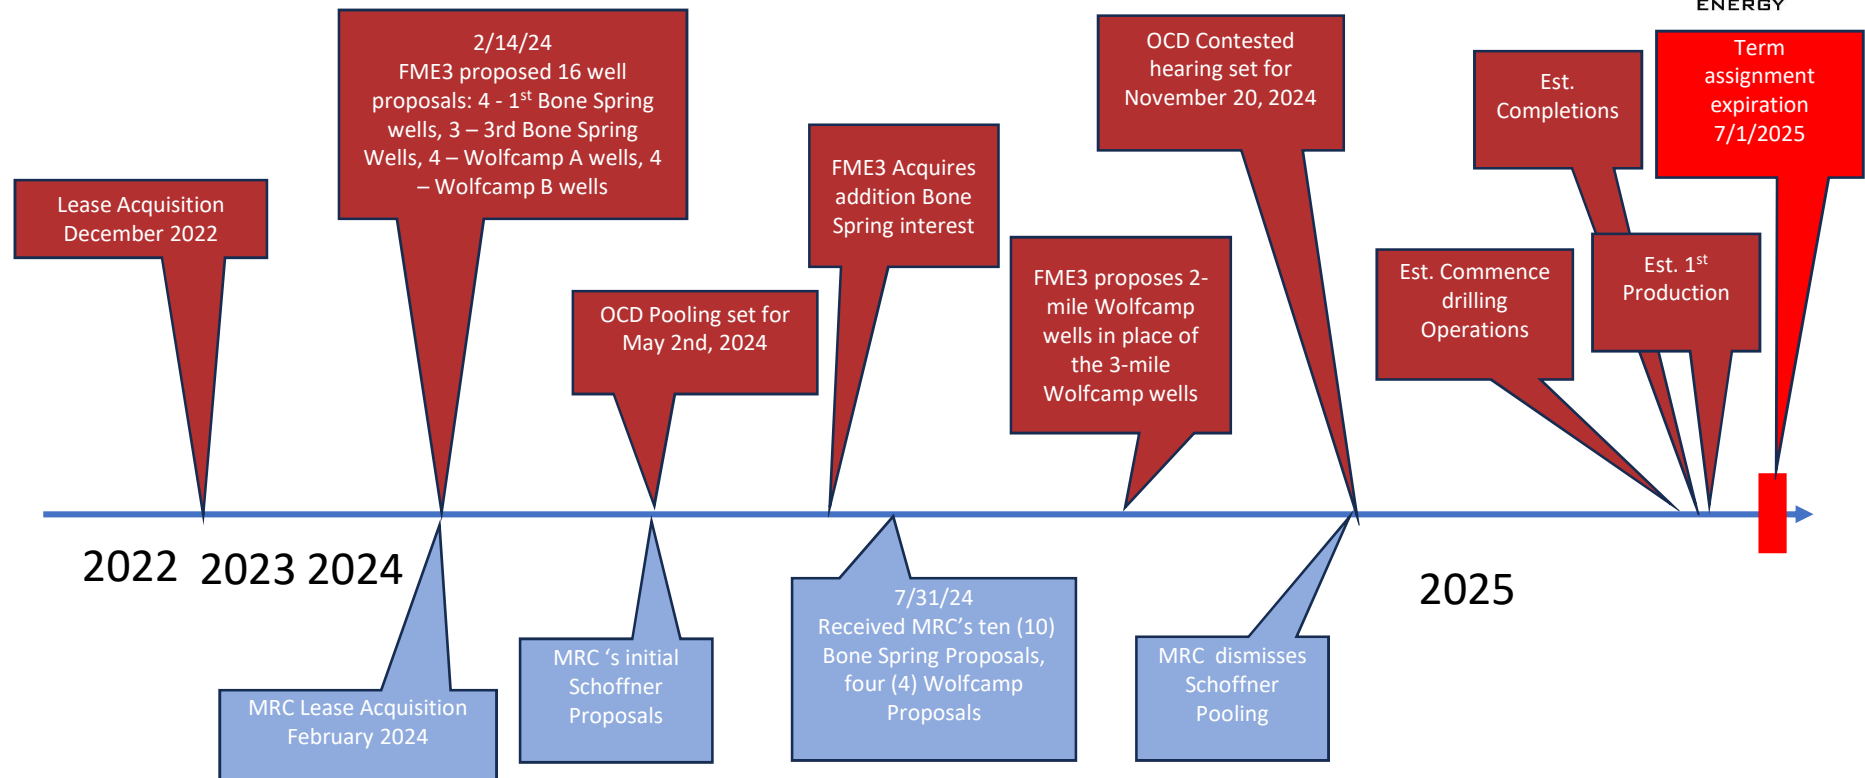 ENERGY
2/14/24
FME3 proposed 16 well
proposals: 4 - 1st Bone Spring
wells, 3 – 3rd Bone Spring
Wells, 4 – Wolfcamp A wells, 4
– Wolfcamp B wells
OCD Contested
hearing set for
November 20, 2024
Term
assignment
expiration
7/1/2025
Est.
Completions
Lease Acquisition
December 2022
FME3 Acquires
addition Bone
Spring interest
FME3 proposes 2-
mile Wolfcamp
wells in place of
the 3-mile
Wolfcamp wells
Est. Commence
drilling
Operations
Est. 1st
Production
OCD Pooling set for
May 2nd, 2024
2022 2023 2024
2025
7/31/24
Received MRC’s ten (10)
Bone Spring Proposals,
four (4) Wolfcamp
Proposals
MRC ‘s initial
Schoffner
Proposals
MRC dismisses
Schoffner
Pooling
MRC Lease Acquisition
February 2024